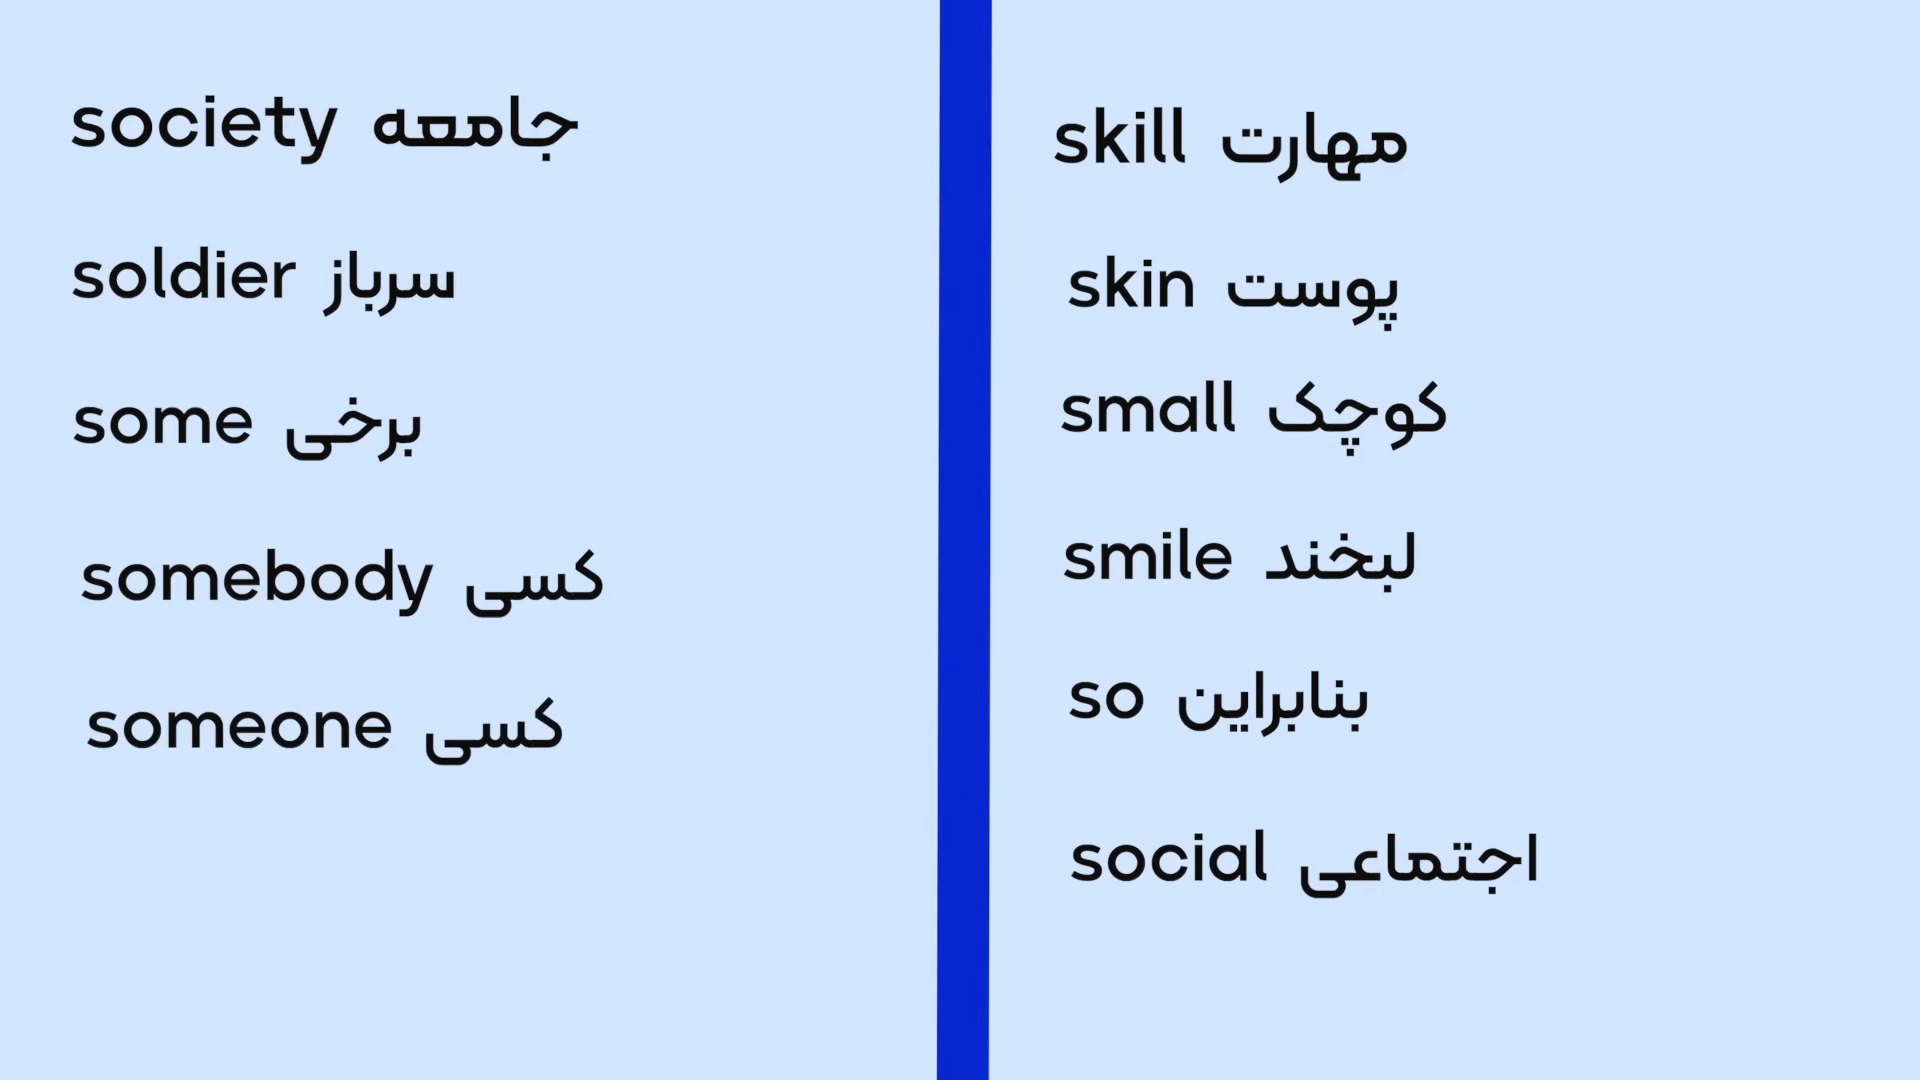 society جامعه
soldier سرباز
some برخی
somebody کسی
someone کسی
skill مهارت
skin پوست
small کوچک
smile لبخند
so بنابراین
social اجتماعی